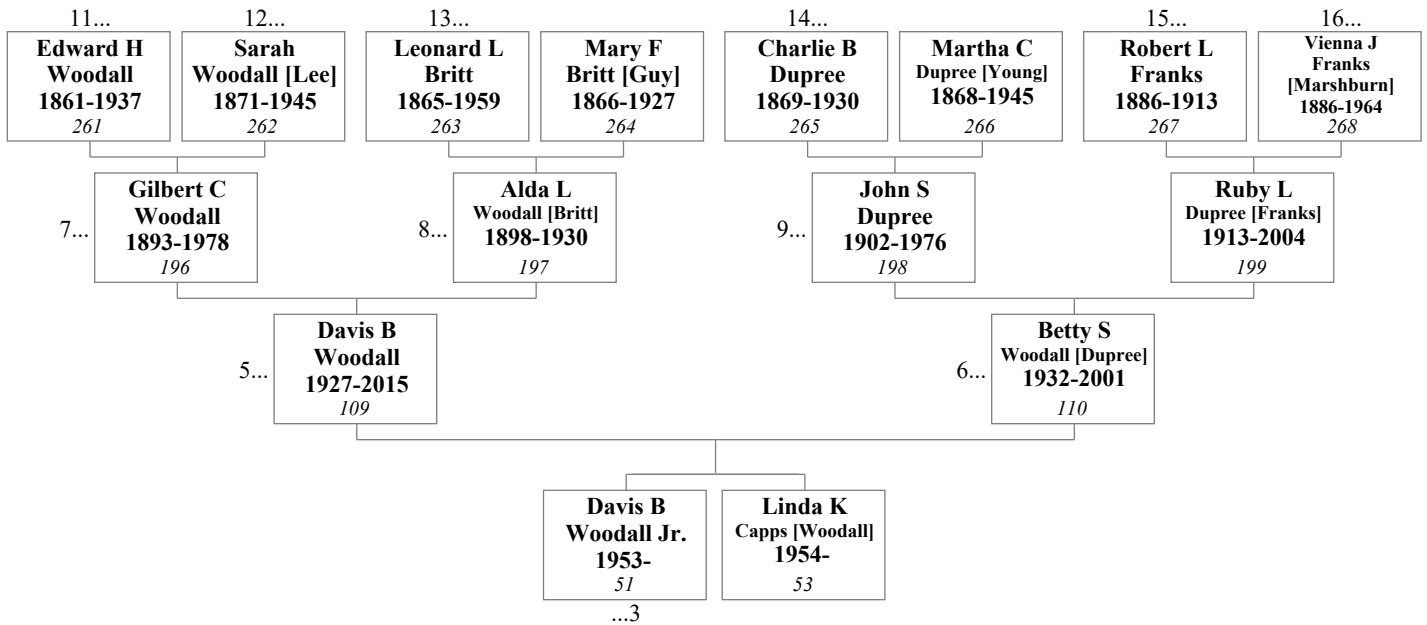 11...
12...
13...
14...
15...
16...
Edward H
Woodall
1861-1937
261
Sarah
Woodall [Lee]
1871-1945
262
Leonard L
Britt
1865-1959
263
Mary F
Britt [Guy]
1866-1927
264
Charlie B
Dupree
1869-1930
265
Martha C
Dupree [Young]
1868-1945
266
Robert L
Franks
1886-1913
267
Vienna J
Franks
[Marshburn]
1886-1964
268
7...
Gilbert C
Woodall
1893-1978
196
8...
Alda L
Woodall [Britt]
1898-1930
197
9...
John S
Dupree
1902-1976
198
Ruby L
Dupree [Franks]
1913-2004
199
5...
Davis B
Woodall
1927-2015
109
6...
Betty S
Woodall [Dupree]
1932-2001
110
Davis B
Woodall Jr.
1953-
51
Linda K
Capps [Woodall]
1954-
53
...3